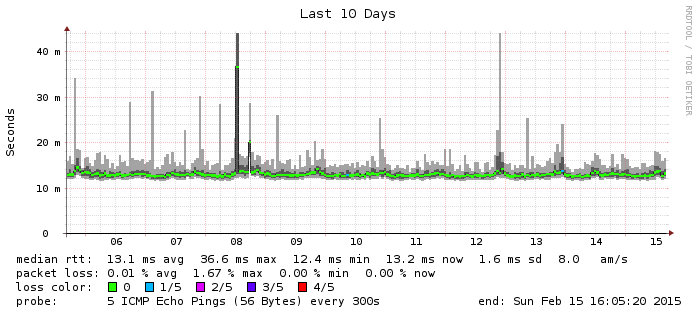 Last 10 Days
RRDTOOL / TOBI OETIKER
Seconds
40 m
30 m
20 m
10 m
0
06 07 08 09 10 11 12 13 14 15
median rtt: 13.1 ms avg 36.6 ms max 12.4 ms min 13.2 ms now 1.6 ms sd 8.0 am/s
packet loss: 0.01 % avg 1.67 % max 0.00 % min 0.00 % now
loss color: 0 1/5 2/5 3/5 4/5
probe: 5 ICMP Echo Pings (56 Bytes) every 300s end: Sun Feb 15 16:05:20 2015